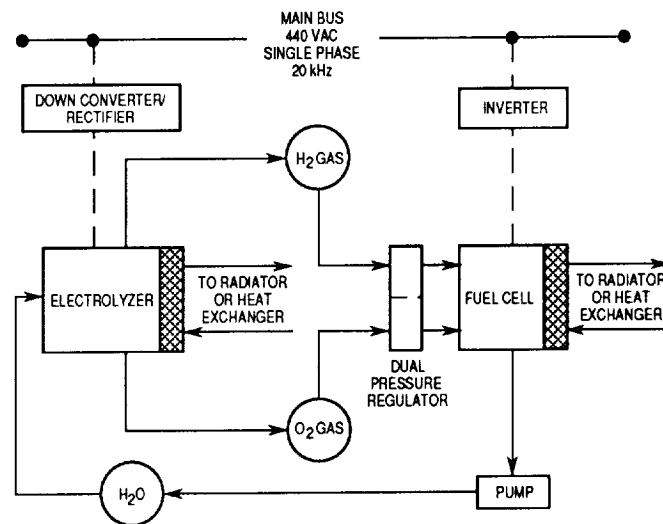 MAIN BUS
440 VAC
SINGLE PHASE
20 kHz
DOWN CONVERTER/
RECTIFIER
INVERTER
H2 GAS
ELECTROLYZER
TO RADIATOR
OR HEAT
EXCHANGER
FUEL CELL
TO RADIATOR
OR HEAT
EXCHANGER
DUAL
PRESSURE
REGULATOR
O2 GAS
H2O
PUMP